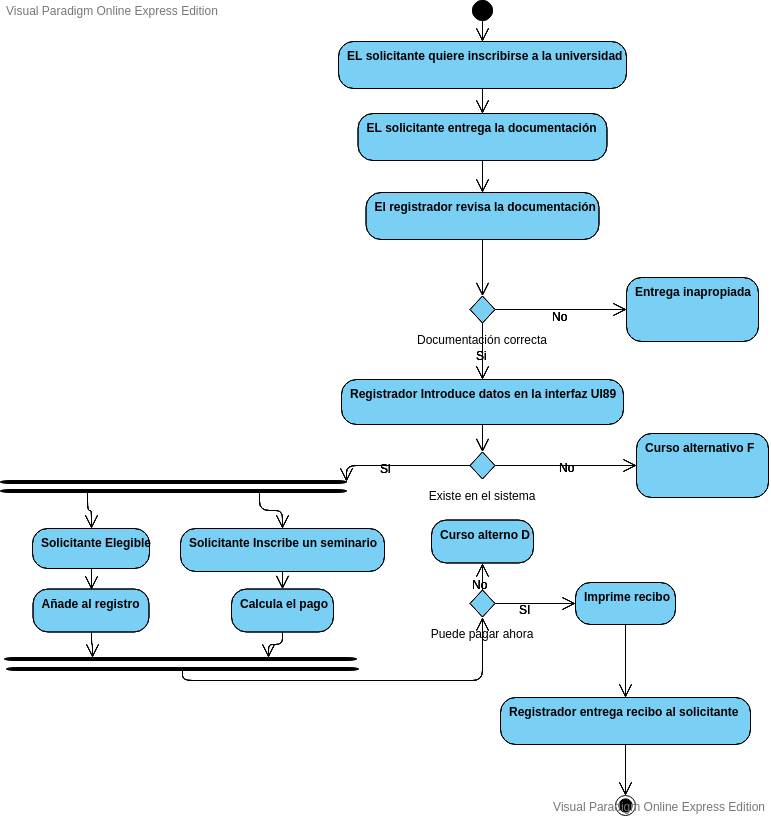 Visual Paradigm Online Express Edition
EL solicitante quiere inscribirse a la universidad
EL solicitante entrega la documentación
El registrador revisa la documentación
Entrega inapropiada
No
Documentación correcta
Si
Registrador Introduce datos en la interfaz UI89
Curso alternativo F
SI
No
Existe en el sistema
Solicitante Elegible
Solicitante Inscribe un seminario
Curso alterno D
No
Añade al registro
Calcula el pago
Imprime recibo
SI
Puede pagar ahora
Registrador entrega recibo al solicitante
Visual Paradigm Online Express Edition